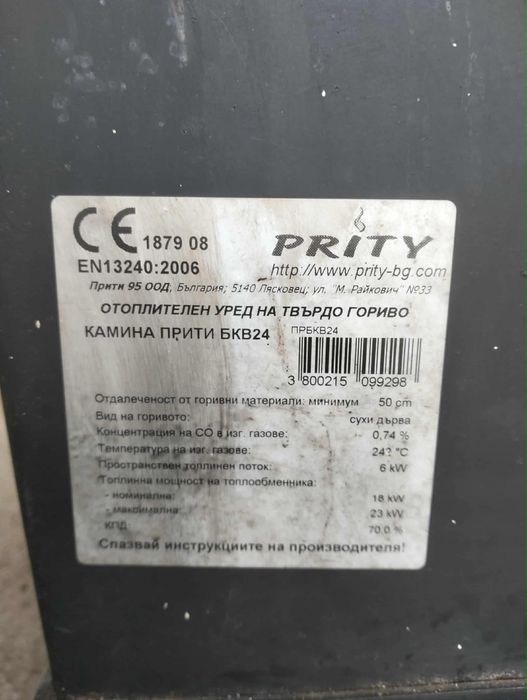 CE 1879 08
PRITY
EN13240:2006
http://www.prity-bg.com
Прити 95 ООД, България; 5140 Лясковец; ул. "М. Райкович" №33
ОТОПЛИТЕЛЕН УРЕД НА ТВЪРДО ГОРИВО
КАМИНА ПРИТИ БКВ24
ПРБКВ24
3 800215 099298
Отдалеченост от горивни материали: минимум 50 cm
Вид на горивото: сухи дърва
Концентрация на CO в изг. газове: 0,74 %
Температура на изг. газове: °C
Пространствен топлинен поток: 6 kW
Топлинна мощност на топлообменника:
- номинална: 18 kW
- максимална: 23 kW
КПД: 70.0 %
Спазвай инструкциите на производителя!